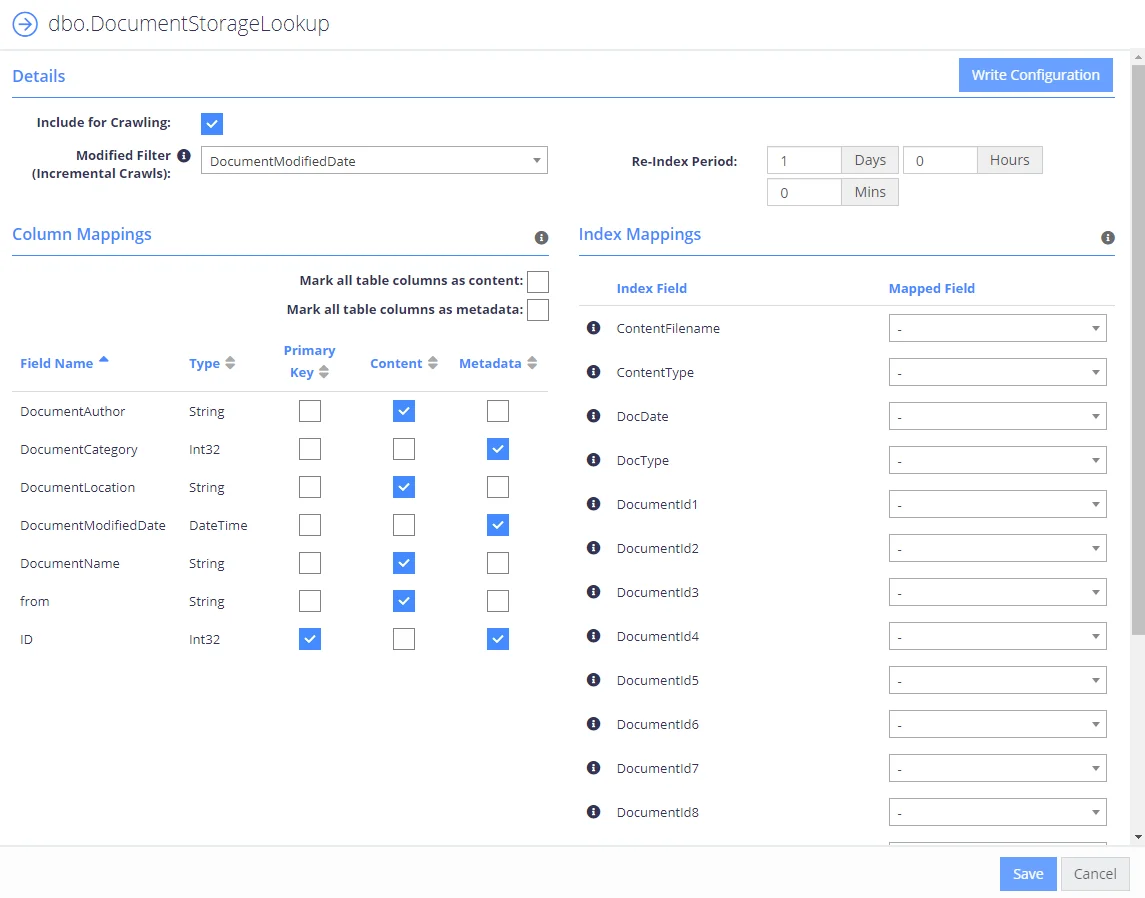 dbo.DocumentStorageLookup
Details
Write Configuration
Include for Crawling:
Modified Filter
(Incremental Crawls):
DocumentModifiedDate
Re-Index Period:
1 Days 0 Hours
0 Mins
Column Mappings
Mark all table columns as content:
Mark all table columns as metadata:
Field Name Type Primary Key Content Metadata
DocumentAuthor String
DocumentCategory Int32
DocumentLocation String
DocumentModifiedDate DateTime
DocumentName String
from String
ID Int32
Index Mappings
Index Field Mapped Field
ContentFilename -
ContentType -
DocDate -
DocType -
DocumentId1 -
DocumentId2 -
DocumentId3 -
DocumentId4 -
DocumentId5 -
DocumentId6 -
DocumentId7 -
DocumentId8 -
Save Cancel